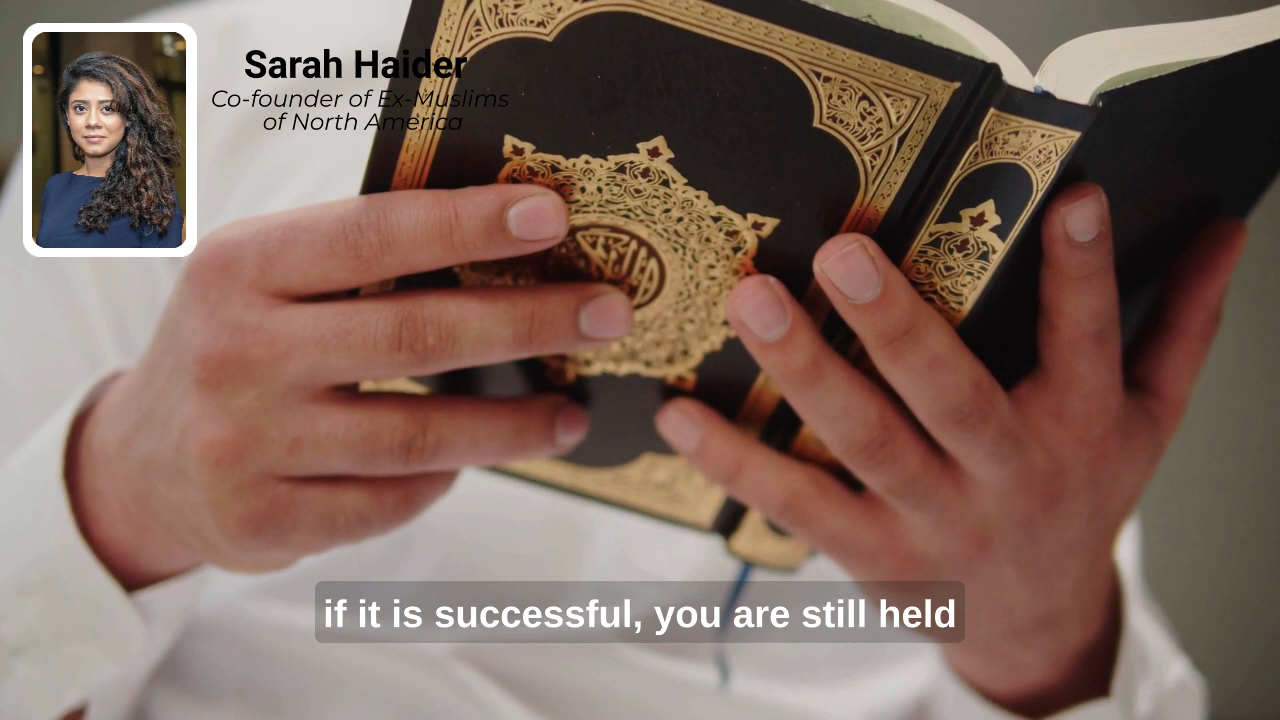 Sarah Haider
Co-founder of Ex-Muslims
of North America
if it is successful, you are still held